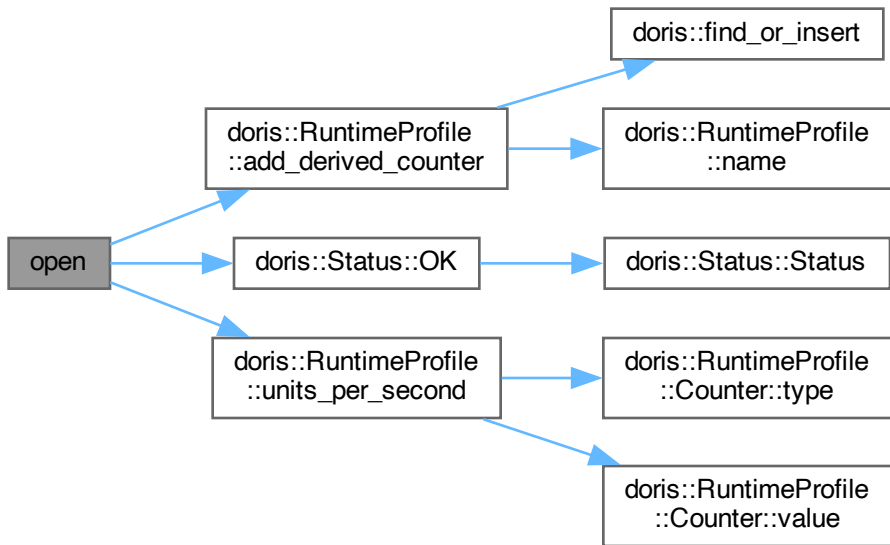 open
doris::RuntimeProfile
::add_derived_counter
doris::Status::OK
doris::RuntimeProfile
::units_per_second
doris::find_or_insert
doris::RuntimeProfile
::name
doris::Status::Status
doris::RuntimeProfile
::Counter::type
doris::RuntimeProfile
::Counter::value